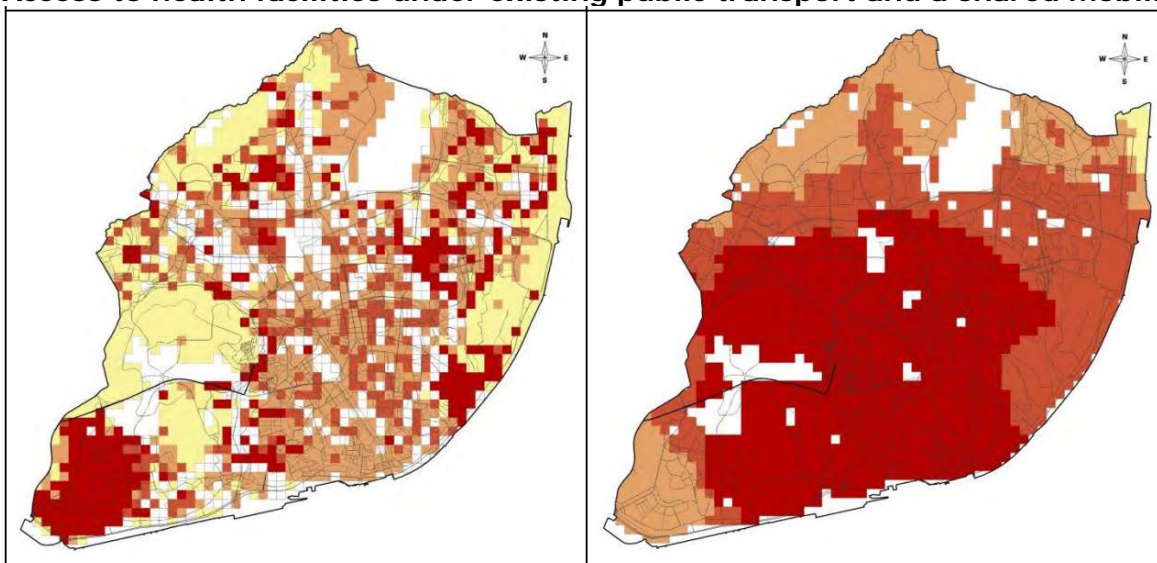 Access to health facilities under existing public transport and a shared
N
W E
S
N
W E
S